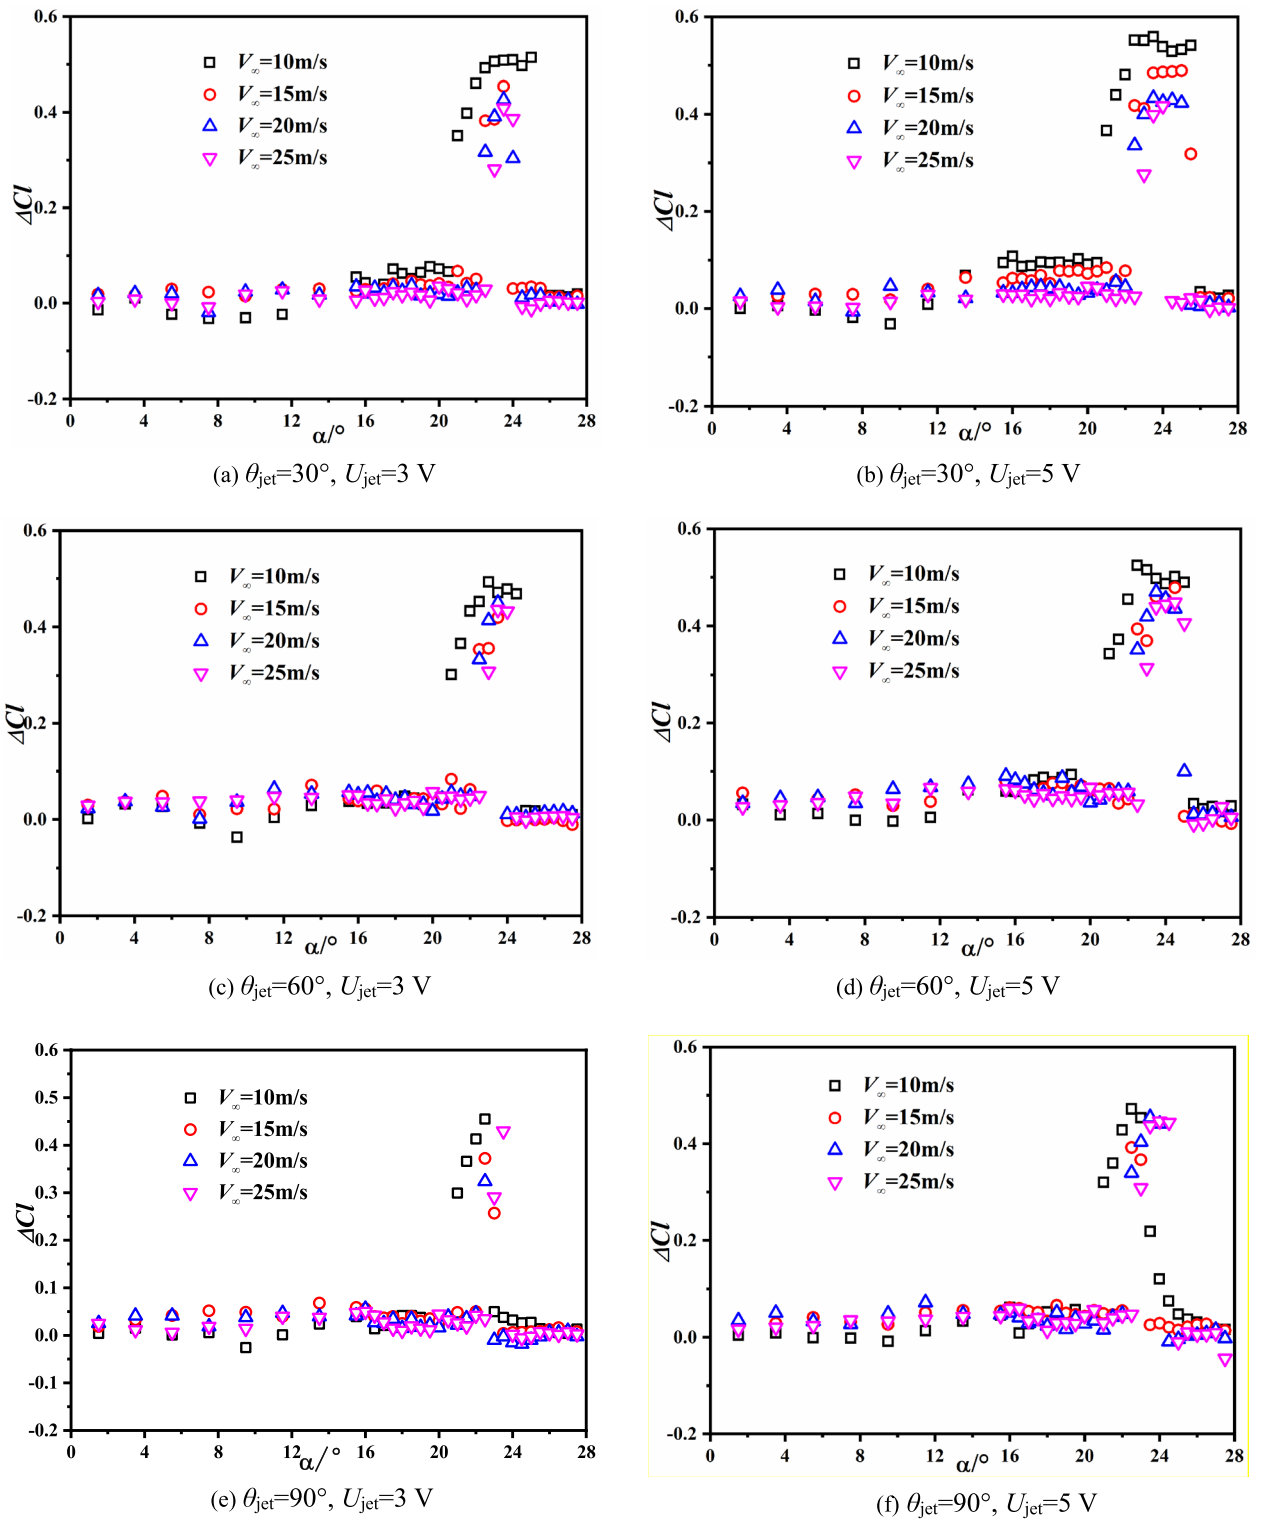 0.6
0.4
0.2
0.0
-0.2
ΔCl
V∞=10m/s
V∞=15m/s
V∞=20m/s
V∞=25m/s
0 4 8 12 16 20 24 28
α/°
(a) θjet=30°, Ujet=3 V
0.6
0.4
0.2
0.0
-0.2
ΔCl
V∞=10m/s
V∞=15m/s
V∞=20m/s
V∞=25m/s
0 4 8 12 16 20 24 28
α/°
(b) θjet=30°, Ujet=5 V
0.6
0.4
0.2
0.0
-0.2
ΔCl
V∞=10m/s
V∞=15m/s
V∞=20m/s
V∞=25m/s
0 4 8 12 16 20 24 28
α/°
(c) θjet=60°, Ujet=3 V
0.6
0.4
0.2
0.0
-0.2
ΔCl
V∞=10m/s
V∞=15m/s
V∞=20m/s
V∞=25m/s
0 4 8 12 16 20 24 28
α/°
(d) θjet=60°, Ujet=5 V
0.6
0.5
0.4
0.3
0.2
0.1
0.0
-0.1
-0.2
ΔCl
V∞=10m/s
V∞=15m/s
V∞=20m/s
V∞=25m/s
0 4 8 12 16 20 24 28
α/°
(e) θjet=90°, Ujet=3 V
0.6
0.4
0.2
0.0
-0.2
ΔCl
V∞=10m/s
V∞=15m/s
V∞=20m/s
V∞=25m/s
0 4 8 12 16 20 24 28
α/°
(f) θjet=90°, Ujet=5 V